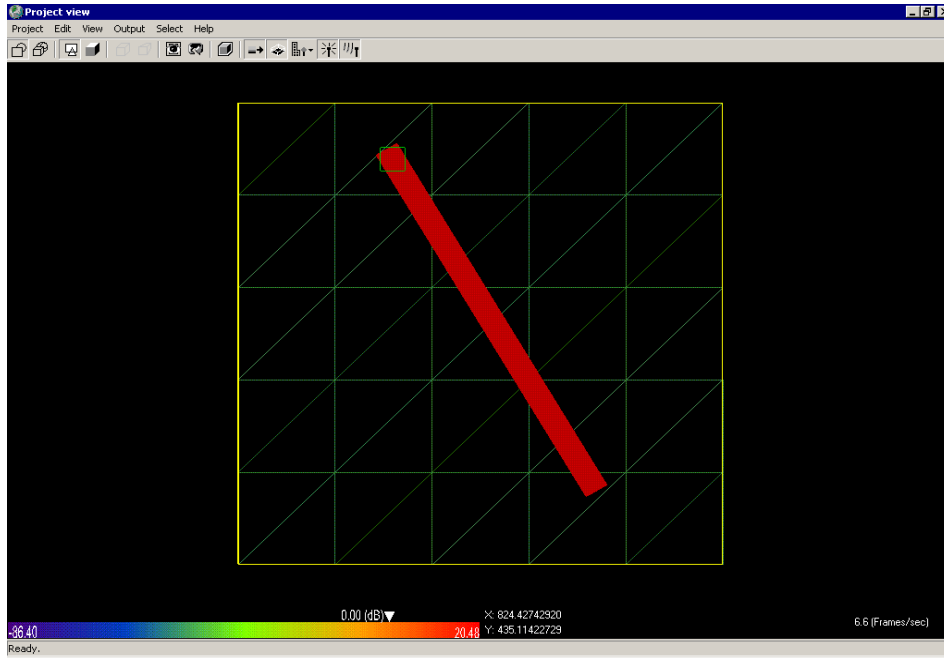 Project view
Project Edit View Output Select Help
0.00 (dB)
-86.40
20.48
X: 824.42742920
Y: 435.11422729
6.6 (Frames/sec)
Ready.